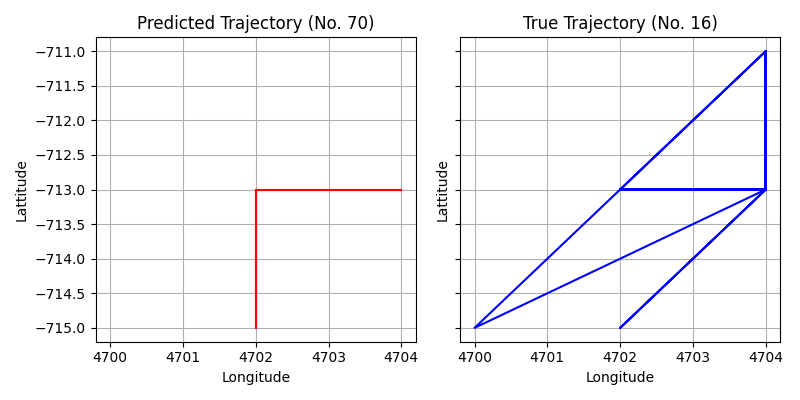 Predicted Trajectory (No. 70)
Lattitude
−711.0
−711.5
−712.0
−712.5
−713.0
−713.5
−714.0
−714.5
−715.0
4700 4701 4702 4703 4704
Longitude
True Trajectory (No. 16)
Lattitude
4700 4701 4702 4703 4704
Longitude